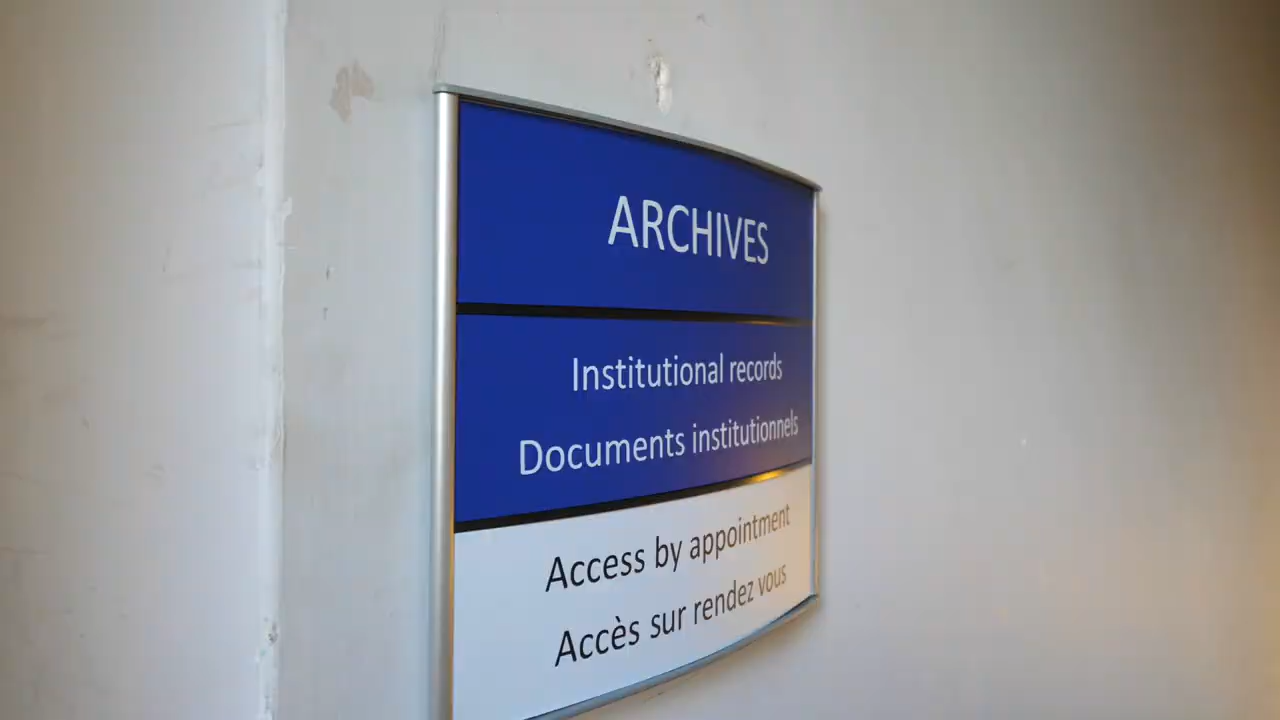 ARCHIVES
Institutional records
Documents institutionnels
Access by appointment
Accès sur rendez vous